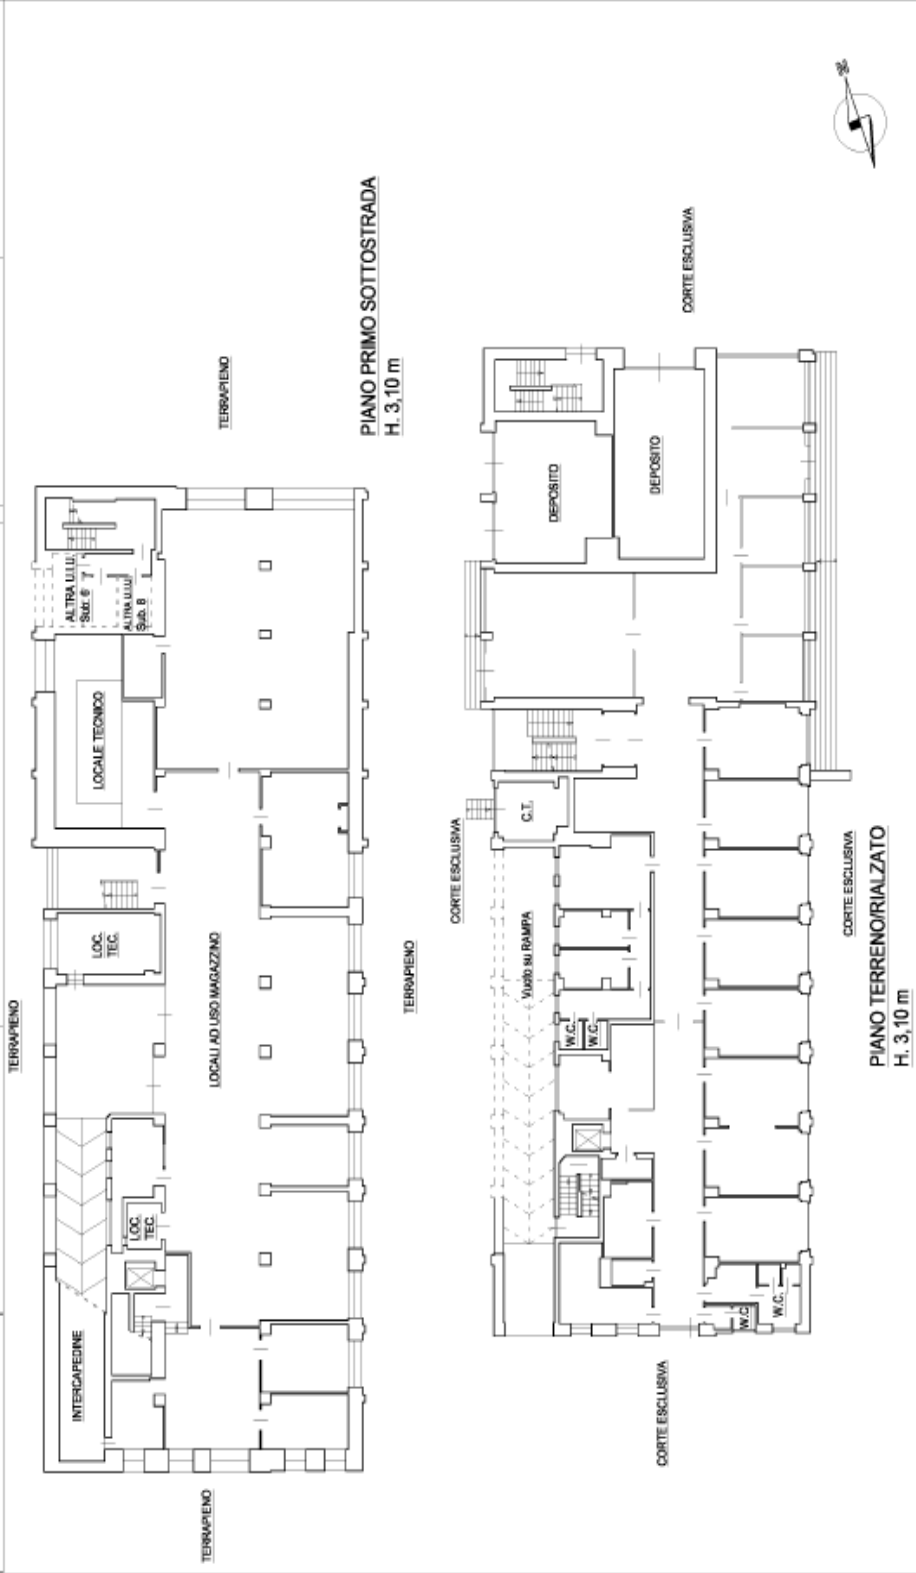 TERRAPIENO
TERRAPIENO
TERRAPIENO
TERRAPIENO
INTERCAPEDINE
LOC.
TEC.
LOC.
TEC.
LOCALI AD USO MAGAZZINO
LOCALE TECNICO
ALTRA U.I.U.
Sub. 6
ALTRA U.I.U.
Sub. 8
PIANO PRIMO SOTTOSTRADA
H. 3,10 m
CORTE ESCLUSIVA
CORTE ESCLUSIVA
CORTE ESCLUSIVA
CORTE ESCLUSIVA
Vuoto su RAMPA
C.T.
DEPOSITO
DEPOSITO
W.C.
W.C.
W.C.
W.C.
PIANO TERRENO/RIALZATO
H. 3,10 m
N